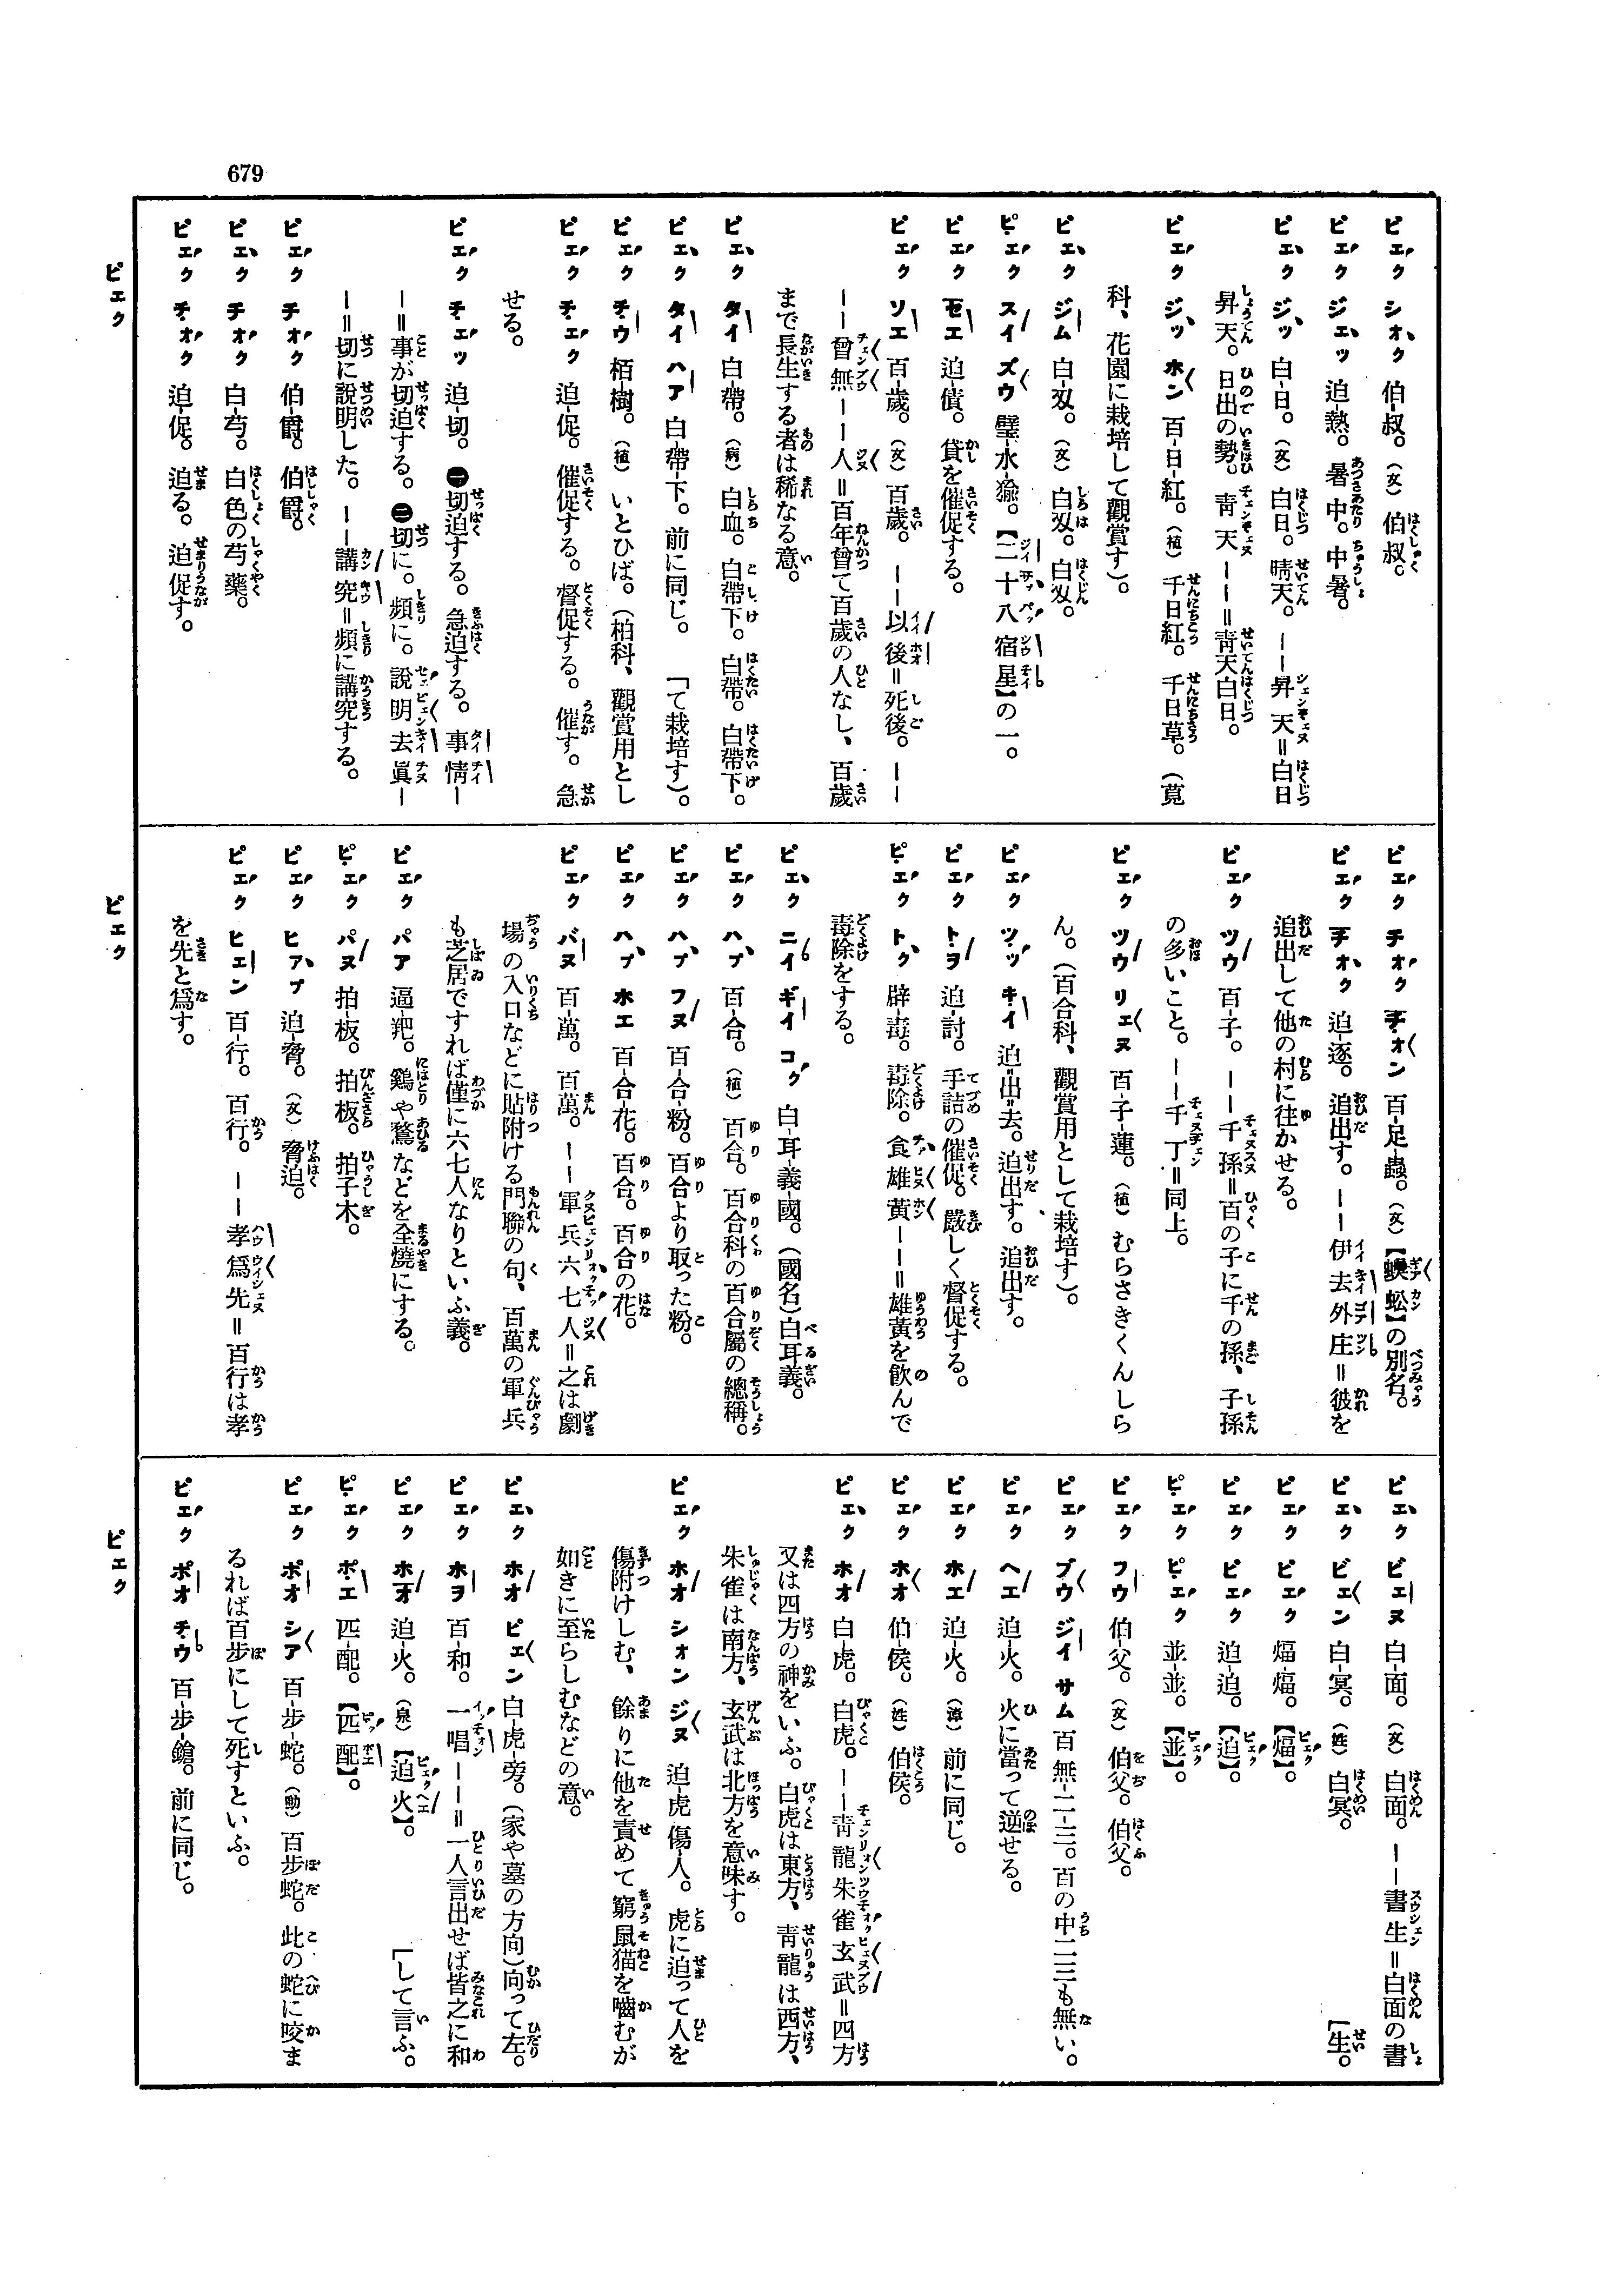 679
ピエク シオク 伯-叔。(文)伯叔。
ピエク ジエッ 迫-熱。暑中。中暑。
ピエク ジッ 白-日。(文)白日。晴天。——昇天=白日
昇天。日出の勢。靑天——=靑天白日。
ピエク ジッ ホン 百-日-紅。(植)千日紅。千日草。(莧
科、花園に栽培して觀賞す)。
ピエク ジム 白-刄。(文)白刄。白刄。
ピエク スイ ズウ 壁-水-㺄。【二十八宿星】の一。
ピエク セエ 迫-債。貸を催促する。
ピエク ソエ 百-歲。(文)百歲。——以後=死後。——
——曾無——人=百年曾て百歲の人なし、百歲
まで長生する者は稀なる意。
ピエク タイ 白-帶。(病)白血。白帶下。白帶。白帶下。
ピエク タイ ハア 白-帶-下。前に同じ。 「て栽培す)。
ピエク チウ 栢-樹。(植)いとひば。(柏科、觀賞用とし
ピエク チエク 迫-促。催促する。督促する。催す。急
せる。
ピエク チエッ 迫-切。㊀切迫する。急迫する。事情—
—=事が切迫する。㊁切に。頻に。說明去眞—
—=切に說明した。——講究=頻に講究する。
ピエク チオク 伯-爵。伯爵。
ピエク チオク 白-芍。白色の芍藥。
ピエク チオク 迫-促。迫る。迫促す。
ピエク
ピエク チオク チオン 百-足-蟲。(文)【蜈蚣】の別名。
ピエク チオク 迫-逐。追出す。——伊去外庄=彼を
追出して他の村に往かせる。
ピエク ツウ 百-子。——千孫=百の子に千の孫、子孫
の多いこと。——千丁=同上。
ピエク ツウ リエヌ 百-子-蓮。(植)むらさきくんしら
ん。(百合科、觀賞用として栽培す)。
ピエク ツッ キイ 迫=出=去。迫出す。追出す。
ピエク トヲ 迫-討。手詰の催促。嚴しく督促する。
ピエク トク 辟-毒。毒除。食雄黃——=雄黃を飮んで
毒除をする。
ピエク ニイ ギイ コク 白-耳-義-國。(國名)白耳義。
ピエク ハプ 百-合。(植)百合。百合科の百合屬の總稱。
ピエク ハプ フヌ 百-合-粉。百合より取った粉。
ピエク ハプ ホエ 百-合-花。百合。百合の花。
ピエク バヌ 百-萬。百萬。——軍兵六七人=之は劇
場の入口などに貼附ける門聯の句、百萬の軍兵
も芝居ですれば僅に六七人なりといふ義。
ピエク パア 逼-羓。鷄や鶩などを全燒にする。
ピエク パヌ 拍-板。拍板。拍子木。
ピエク ヒアプ 迫-脅。(文)脅迫。
ピエク ヒエン 百-行。百行。——孝爲先=百行は孝
を先と爲す。
ピエク
ピエク ビエヌ 白-面。(文)白面。——書生=白面の書
ピエク ビエン 白-冥。(姓)白冥。 「生。
ピエク ピエク 煏-煏。【煏】。
ピエク ピエク 迫-迫。【迫】。
ピエク ピエク 並-並。【並】。
ピエク フウ 伯-父。(文)伯父。伯父。
ピエク ブウ ジイ サム 百無-二-三。百の中二三も無い。
ピエク ヘエ 迫-火。火に當って逆せる。
ピエク ホエ 迫-火。(漳)前に同じ。
ピエク ホオ 伯-侯。(姓)伯侯。
ピエク ホオ 白-虎。白虎。——靑龍朱雀玄武=四方
又は四方の神をいふ。白虎は東方、靑龍は西方、
朱雀は南方、玄武は北方を意味す。
ピエク ホオ シオン ジヌ 迫-虎傷-人。虎に迫って人を
傷附けしむ、餘りに他を責めて窮鼠猫を嚙むが
如きに至らしむなどの意。
ピエク ホオ ピエン 白-虎-旁。(家や墓の方向)向って左。
ピエク ホヲ 百-和。一唱——=一人言出せば皆之に和
ピエク ホオ 迫-火。(泉)【迫火】。 「して言ふ。
ピエク ポエ 匹-配。【匹配】。
ピエク ポオ シア 百-步-蛇。(動)百步蛇。此の蛇に咬ま
るれば百步にして死すといふ。
ピエク ポオ チウ 百-步-鎗。前に同じ。
ピエク